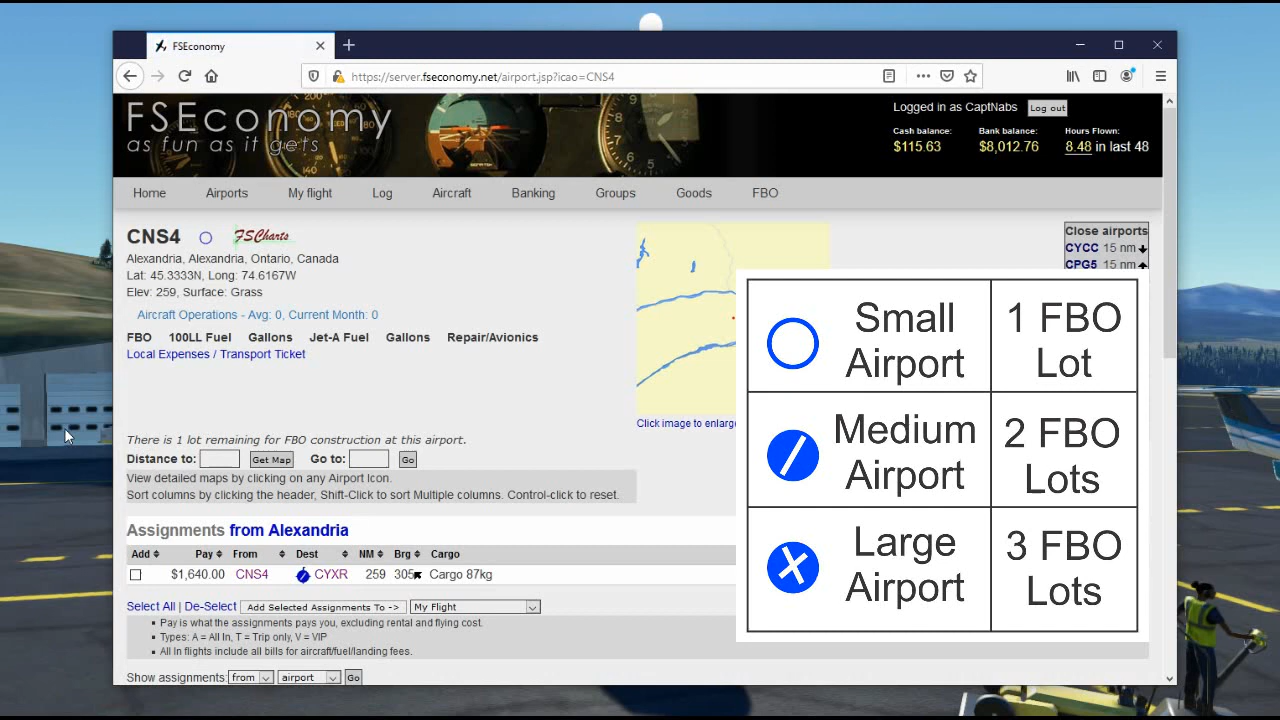 FSEconomy
https://server.fseconomy.net/airport.jsp?icao=CNS4
FSEconomy
as fun as it gets
Logged in as CaptNabs Log out
Cash balance: Bank balance: Hours Flown:
$115.63 $8,012.76 8.48 in last 48
Home Airports My flight Log Aircraft Banking Groups Goods FBO
CNS4 FSCharts
Alexandria, Alexandria, Ontario, Canada
Lat: 45.3333N, Long: 74.6167W
Elev: 259, Surface: Grass
Aircraft Operations - Avg: 0, Current Month: 0
FBO 100LL Fuel Gallons Jet-A Fuel Gallons Repair/Avionics
Local Expenses / Transport Ticket
Click image to enlarge
Close airports
CYCC 15 nm
CPG5 15 nm
There is 1 lot remaining for FBO construction at this airport.
Distance to: Get Map Go to: Go
View detailed maps by clicking on any Airport Icon.
Sort columns by clicking the header, Shift-Click to sort Multiple columns. Control-click to reset.
Assignments from Alexandria
Add Pay From Dest NM Brg Cargo
$1,640.00 CNS4 CYXR 259 305 Cargo 87kg
Select All | De-Select Add Selected Assignments To -> My Flight
Pay is what the assignments pays you, excluding rental and flying cost.
Types: A = All In, T = Trip only, V = VIP
All In flights include all bills for aircraft/fuel/landing fees.
Show assignments: from airport Go
Small
Airport
1 FBO
Lot
Medium
Airport
2 FBO
Lots
Large
Airport
3 FBO
Lots